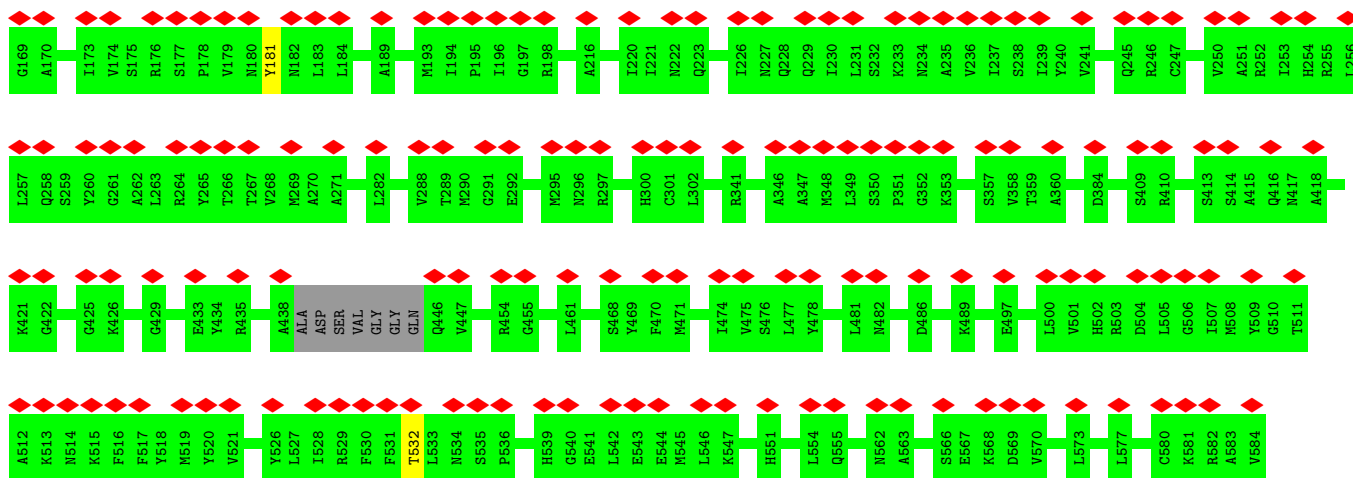 G169 A170 I173 V174 S175 R176 S177 P178 V179 N180 Y181 N182 L183 L184 A189 M193 I194 P195 I196 G197 R198 A216 I220 I221 N222 Q223 I226 N227 Q228 Q229 I230 L231 S232 K233 N234 A235 V236 I237 S238 I239 Y240 V241 Q245 R246 C247 V250 A251 R252 I253 H254 R255 L256
L257 Q258 S259 Y260 G261 A262 L263 R264 Y265 T266 T267 V268 M269 A270 A271 L282 V288 T289 M290 G291 E292 M295 N296 R297 H300 C301 L302 R341 A346 A347 M348 L349 S350 P351 G352 K353 S357 V358 T359 A360 D384 S409 R410 S413 S414 A415 Q416 N417 A418
K421 G422 G425 K426 G429 E433 Y434 R435 A438 ALA ASP SER VAL GLY GLY GLN Q446 V447 R454 G455 L461 S468 Y469 F470 M471 I474 V475 S476 L477 Y478 L481 N482 D486 K489 E497 L500 V501 H502 R503 D504 L505 G506 I507 M508 Y509 G510 T511
A512 K513 N514 K515 F516 F517 Y518 M519 Y520 V521 Y526 L527 I528 R529 F530 F531 T532 L533 N534 S535 P536 H539 G540 E541 L542 E543 E544 M545 L546 K547 H551 L554 Q555 N562 A563 S566 E567 K568 D569 V570 L573 L577 C580 K581 R582 A583 V584